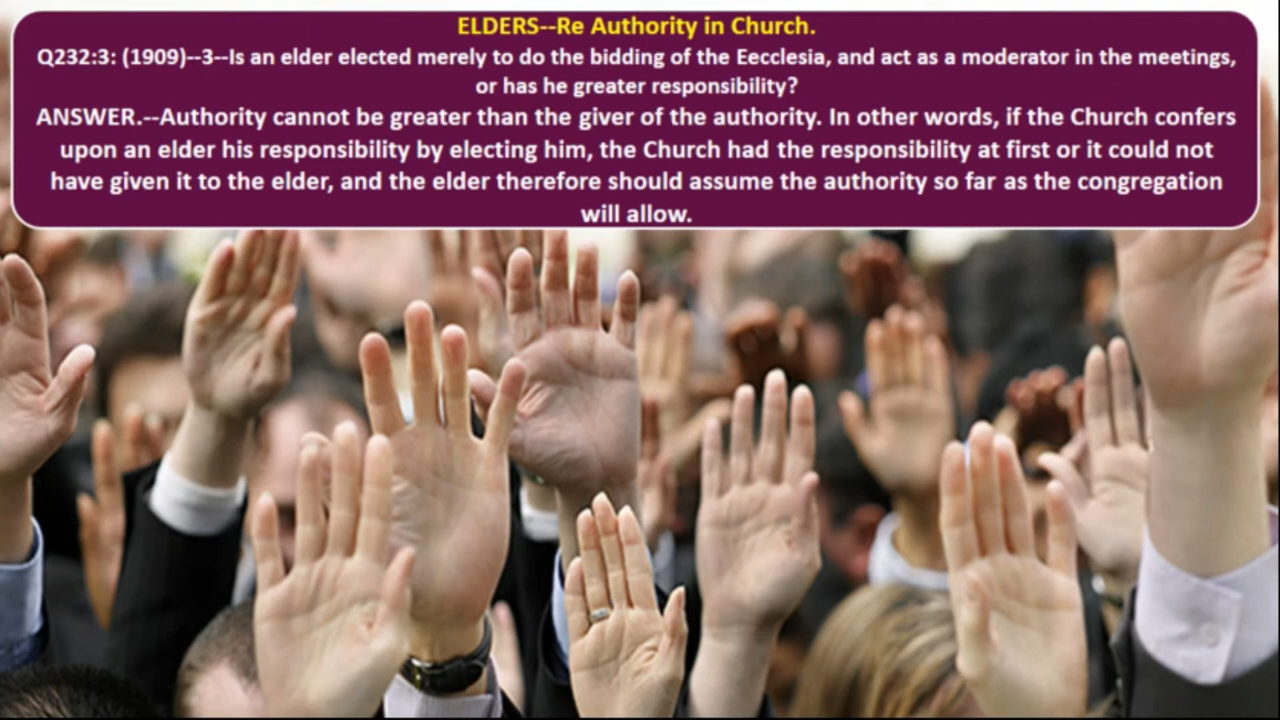 ELDERS--Re Authority in Church.
Q232:3: (1909)--3--Is an elder elected merely to do the bidding of the Eecclesia, and act as a moderator in the meetings,
or has he greater responsibility?
ANSWER.--Authority cannot be greater than the giver of the authority. In other words, if the Church confers
upon an elder his responsibility by electing him, the Church had the responsibility at first or it could not
have given it to the elder, and the elder therefore should assume the authority so far as the congregation
will allow.